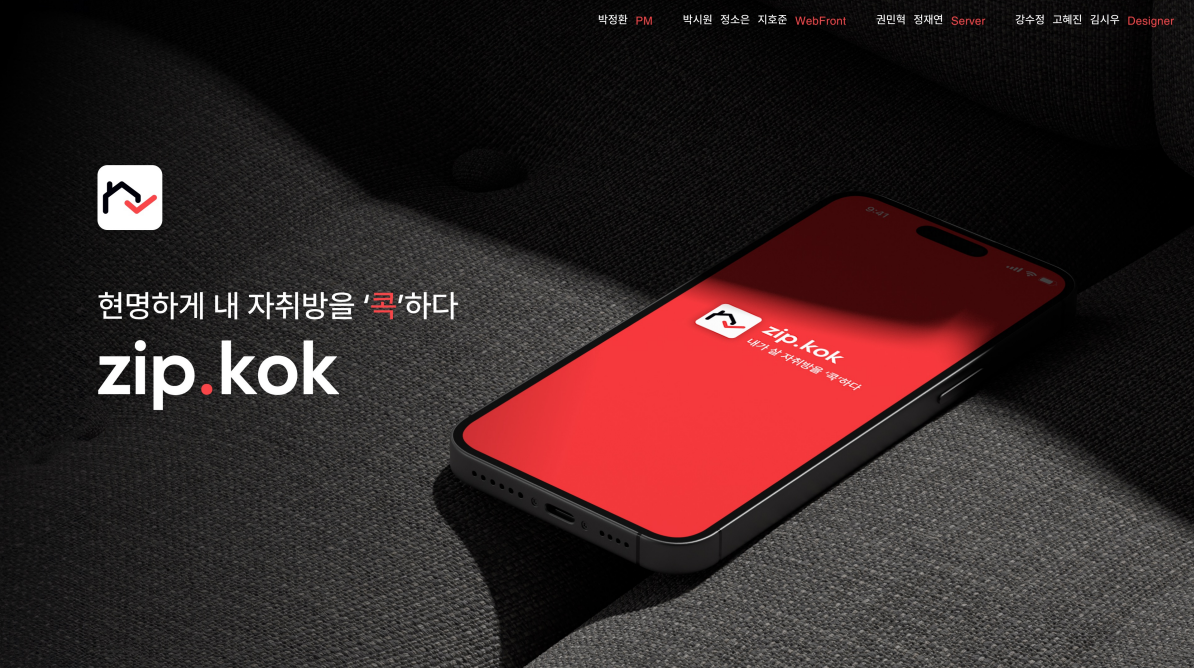 박정환 PM 박시원 정소은 지호준 WebFront 권민혁 정재연 Server 강수정 고혜진 김시우 Designer
현명하게 내 자취방을 ‘콕’하다
zip.kok
9:41
zip.kok
내가 살 자취방을 ‘콕’하다